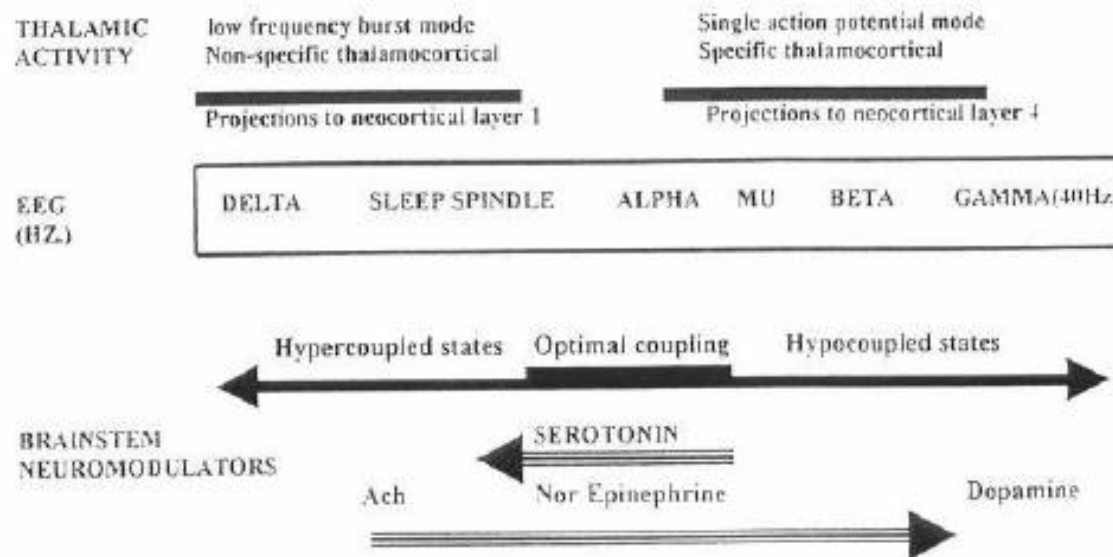 THALAMIC ACTIVITY
low frequency burst mode
Non-specific thalamocortical
Projections to neocortical layer 1
Single action potential mode
Specific thalamocortical
Projections to neocortical layer 4
EEG
(HZ.)
DELTA SLEEP SPINDLE ALPHA MU BETA GAMMA(40Hz
Hypercoupled states Optimal coupling Hypocoupled states
BRAINSTEM
NEUROMODULATORS
SEROTONIN
Ach Nor Epinephrine Dopamine